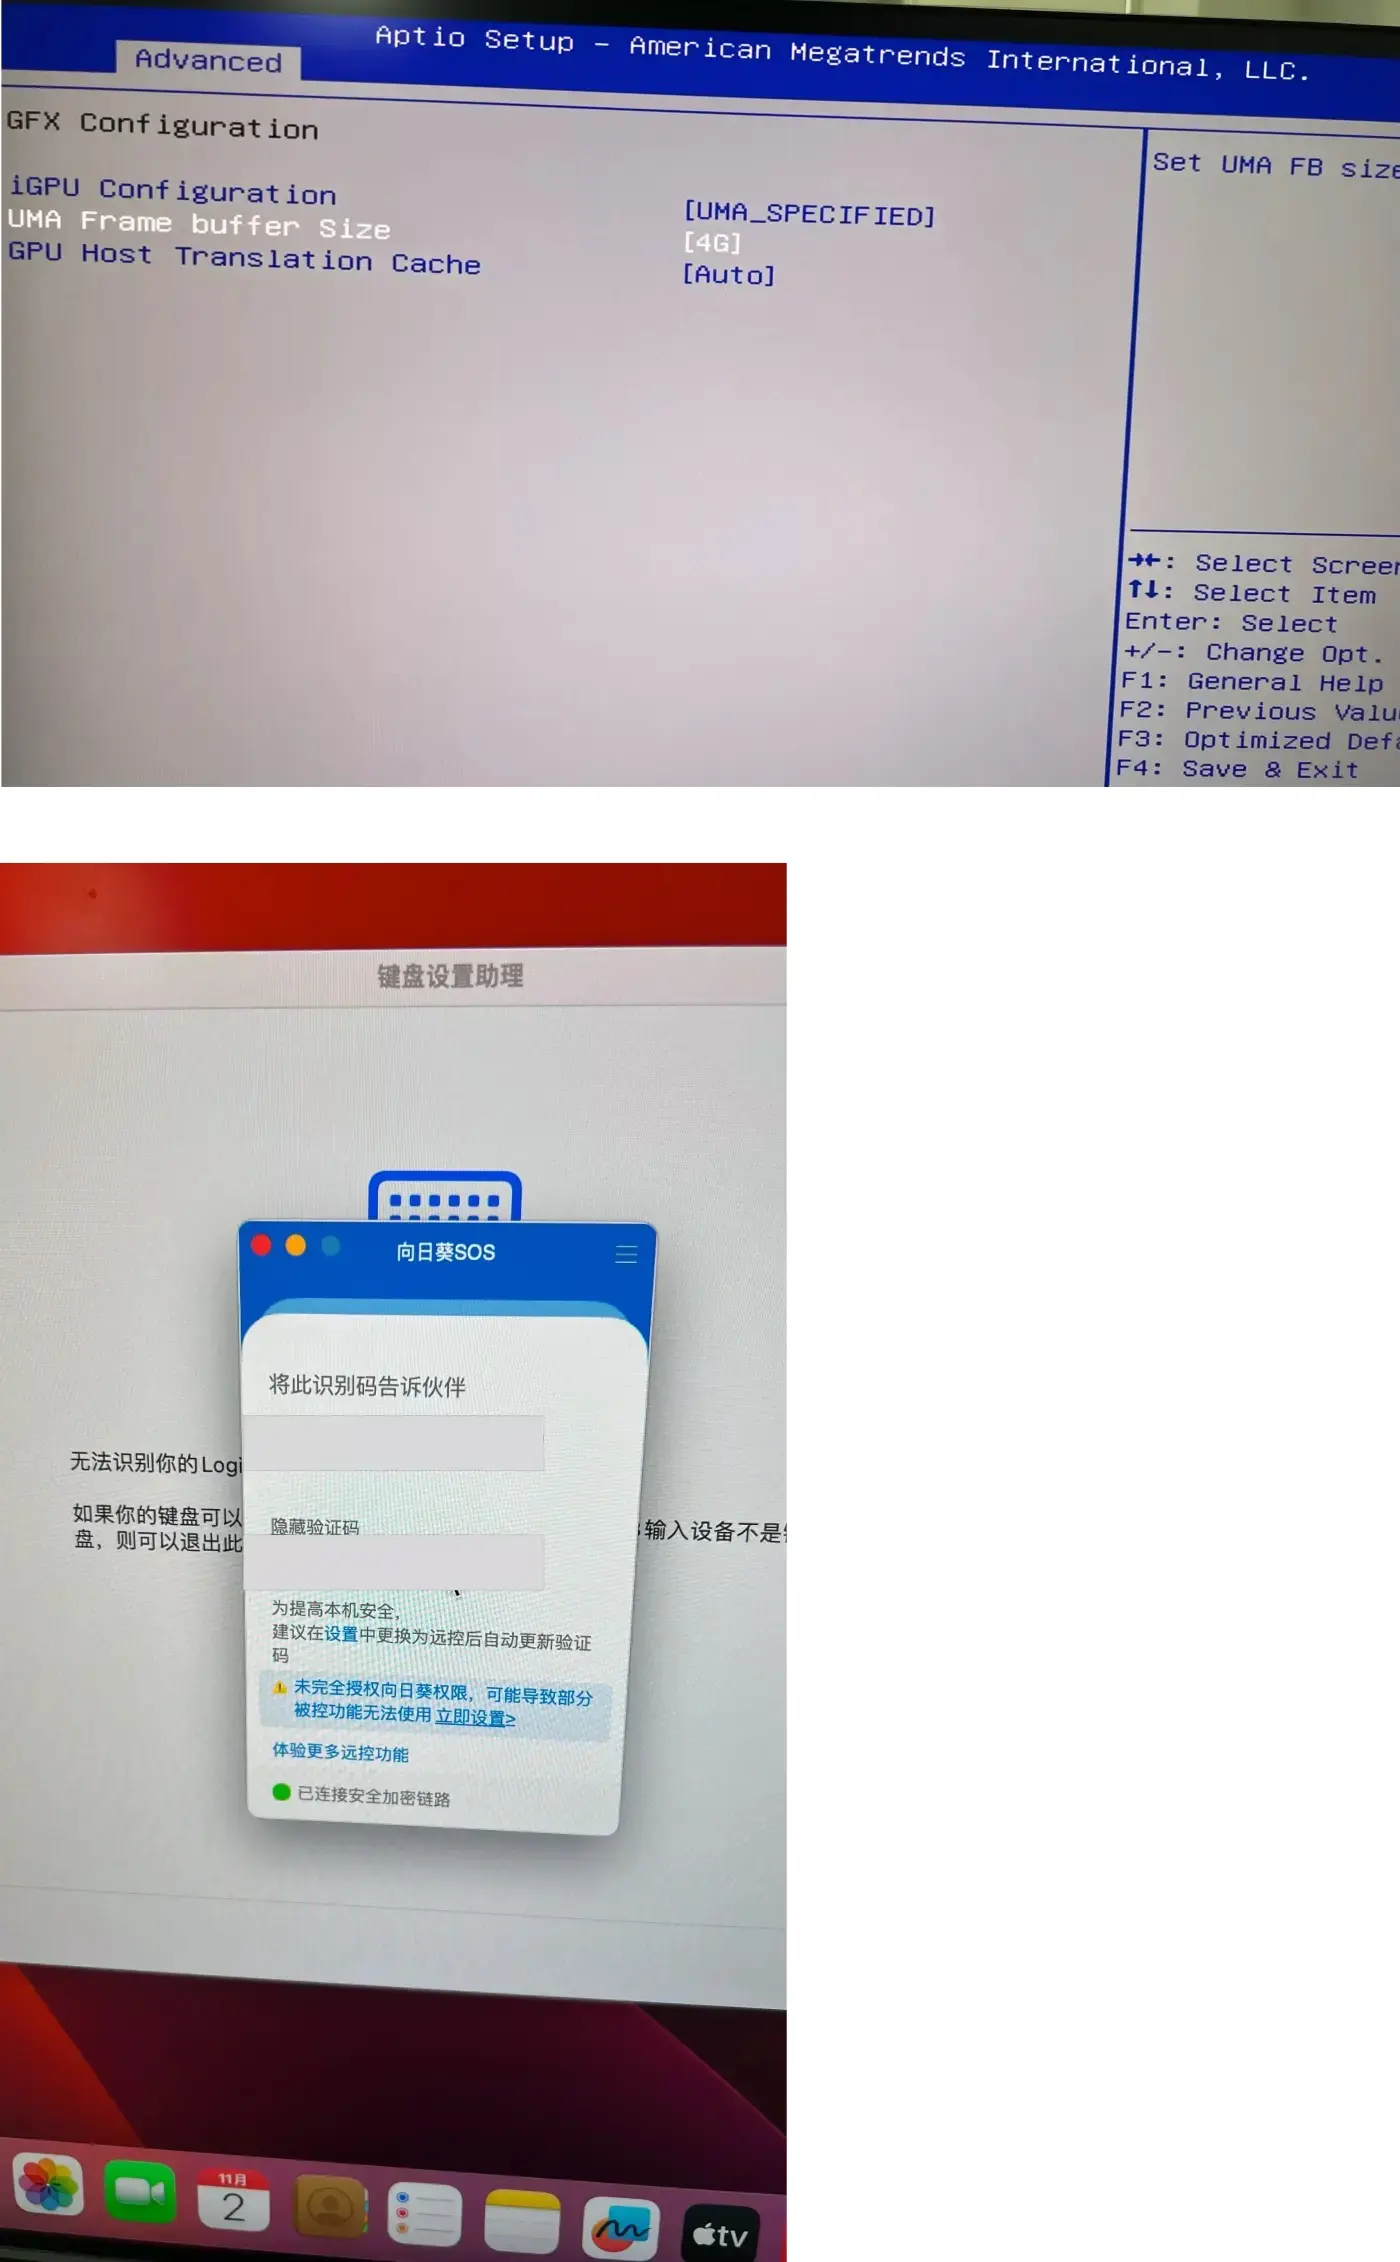 Aptio Setup – American Megatrends International, LLC.
Advanced
GFX Configuration
iGPU Configuration [UMA_SPECIFIED]
UMA Frame buffer Size [4G]
GPU Host Translation Cache [Auto]
Set UMA FB size
→←: Select Screen
↑↓: Select Item
Enter: Select
+/-: Change Opt.
F1: General Help
F2: Previous Valu
F3: Optimized Defa
F4: Save & Exit
键盘设置助理
向日葵SOS
将此识别码告诉伙伴
无法识别你的Logi
隐藏验证码
如果你的键盘可以
输入设备不是
盘，则可以退出此
为提高本机安全，
建议在设置中更换为远控后自动更新验证
码
未完全授权向日葵权限，可能导致部分
被控功能无法使用 立即设置>
体验更多远控功能
已连接安全加密链路
11月
2
tv